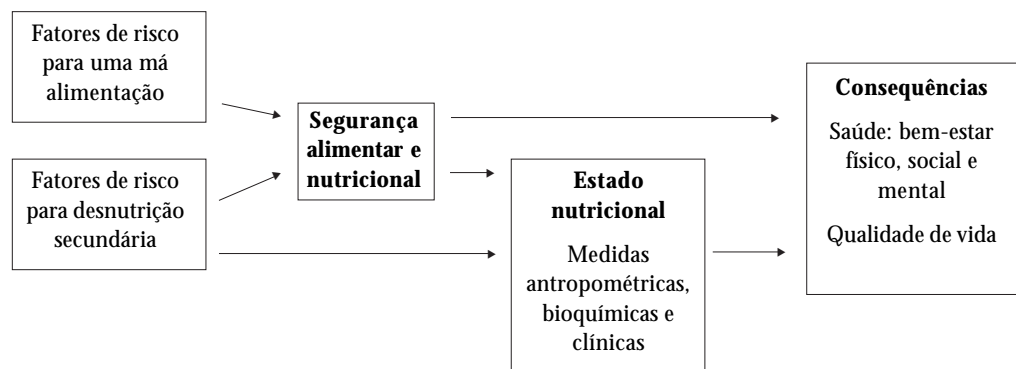 Fatores de risco
para uma má
alimentação
Fatores de risco
para desnutrição
secundária
Segurança
alimentar e
nutricional
Estado
nutricional
Medidas
antropométricas,
bioquímicas e
clínicas
Consequências
Saúde: bem-estar
físico, social e
mental
Qualidade de vida